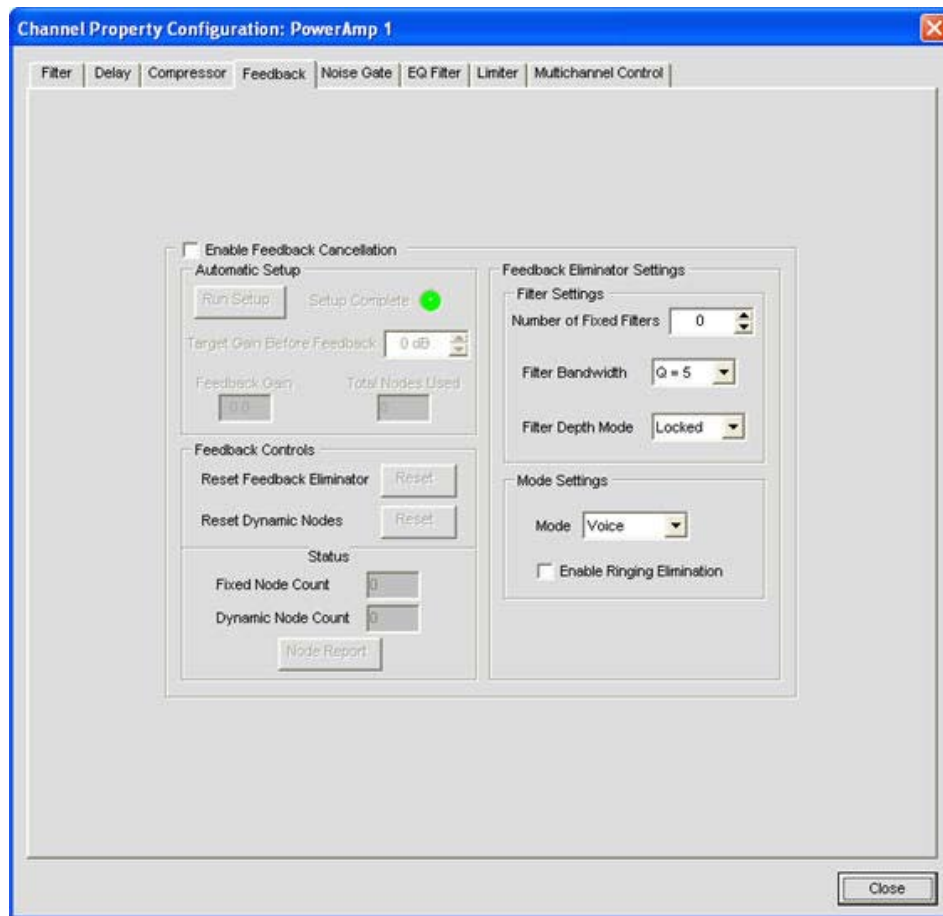 Channel Property Configuration: PowerAmp 1
Filter Delay Compressor Feedback Noise Gate EQ Filter Limiter Multichannel Control
Enable Feedback Cancellation
Automatic Setup
Run Setup Setup Complete
Target Gain Before Feedback 0 dB
Feedback Gain Total Nodes Used
0.0 0
Feedback Controls
Reset Feedback Eliminator Reset
Reset Dynamic Nodes Reset
Status
Fixed Node Count 0
Dynamic Node Count 0
Node Report
Feedback Eliminator Settings
Filter Settings
Number of Fixed Filters 0
Filter Bandwidth Q = 5
Filter Depth Mode Locked
Mode Settings
Mode Voice
Enable Ringing Elimination
Close